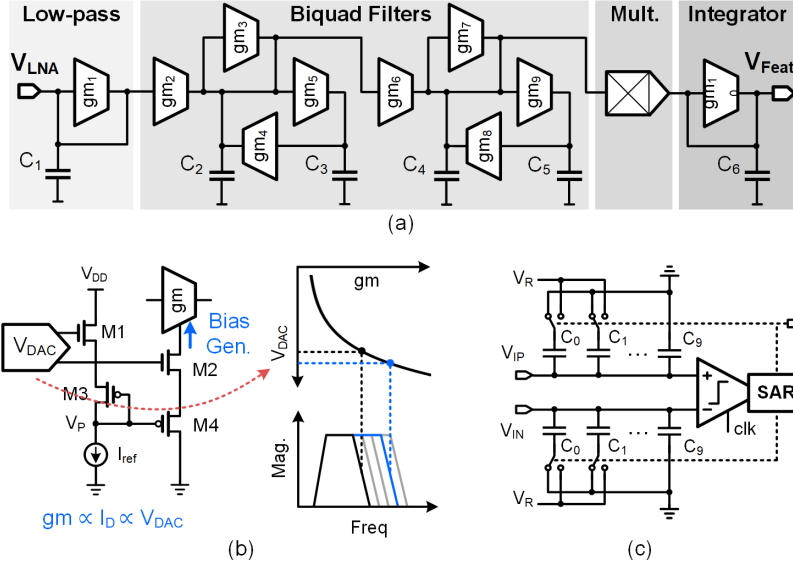 Low-pass Biquad Filters Mult. Integrator
V_LNA gm₁ gm₂ gm₃ gm₄ gm₅ gm₆ gm₇ gm₈ gm₉ gm₁₀ V_Feat
C₁ C₂ C₃ C₄ C₅ C₆
(a)
V_DD
gm
V_DAC M1
Bias
Gen.
M2
M3
V_P M4
I_ref
gm ∝ I_D ∝ V_DAC
gm
V_DAC
Mag.
Freq
(b)
V_R
C₀ C₁ ... C₉
V_IP
+
−
SAR
clk
V_IN
C₀ C₁ ... C₉
V_R
(c)